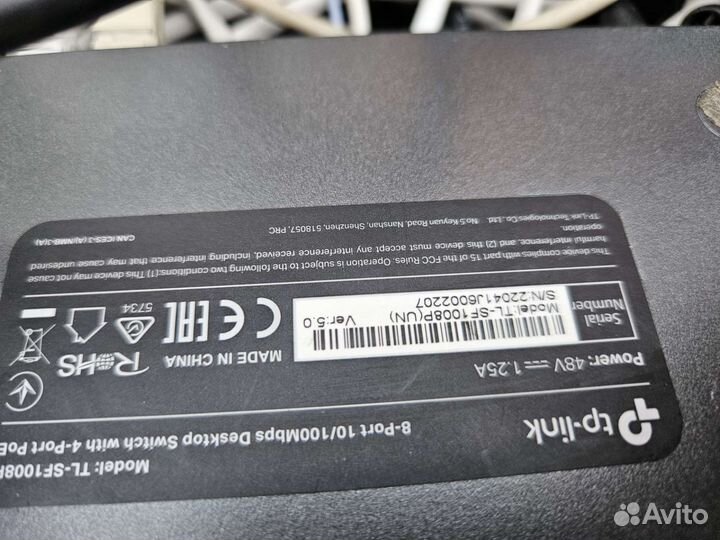 tp-link
8-Port 10/100Mbps Desktop Switch with 4-Port PoE
Model: TL-SF1008P
Power: 48V ⎓ 1.25A
MADE IN CHINA
Serial
Number
Model:TL-SF1008P(UN) Ver:5.0
S/N:22041J6002207
CE
EAC
RoHS
5734
This device complies with part 15 of the FCC Rules. Operation is subject to the following two conditions:(1) This device may not cause
harmful interference, and (2) this device must accept any interference received, including interference that may cause undesired
operation.
TP-Link Technologies Co., Ltd. No.5 Keyuan Road, Nanshan, Shenzhen, 518057, PRC
CAN ICES-3 (A)/NMB-3(A)
Avito